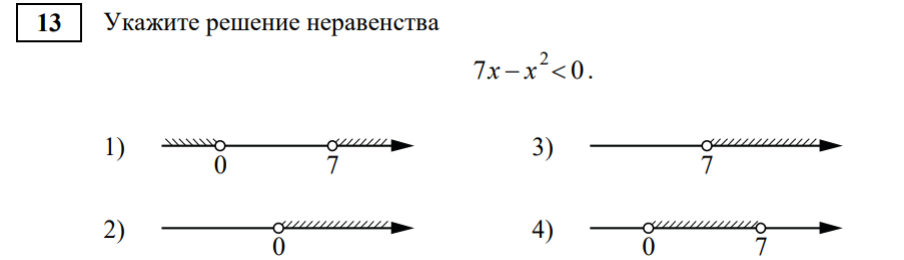 13 Укажите решение неравенства
7x − x² < 0.
1) 0 7
3) 7
2) 0
4) 0 7